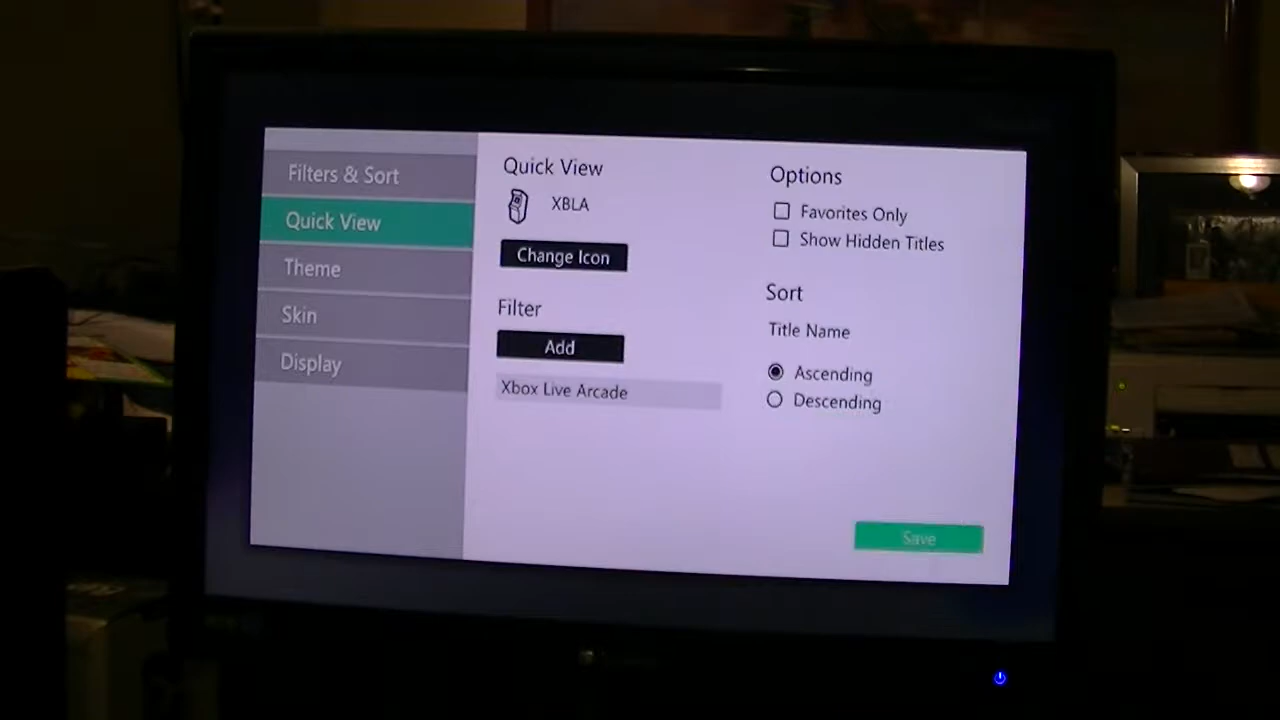 Filters & Sort
Quick View
Theme
Skin
Display
Quick View
XBLA
Change Icon
Filter
Add
Xbox Live Arcade
Options
Favorites Only
Show Hidden Titles
Sort
Title Name
Ascending
Descending
Save